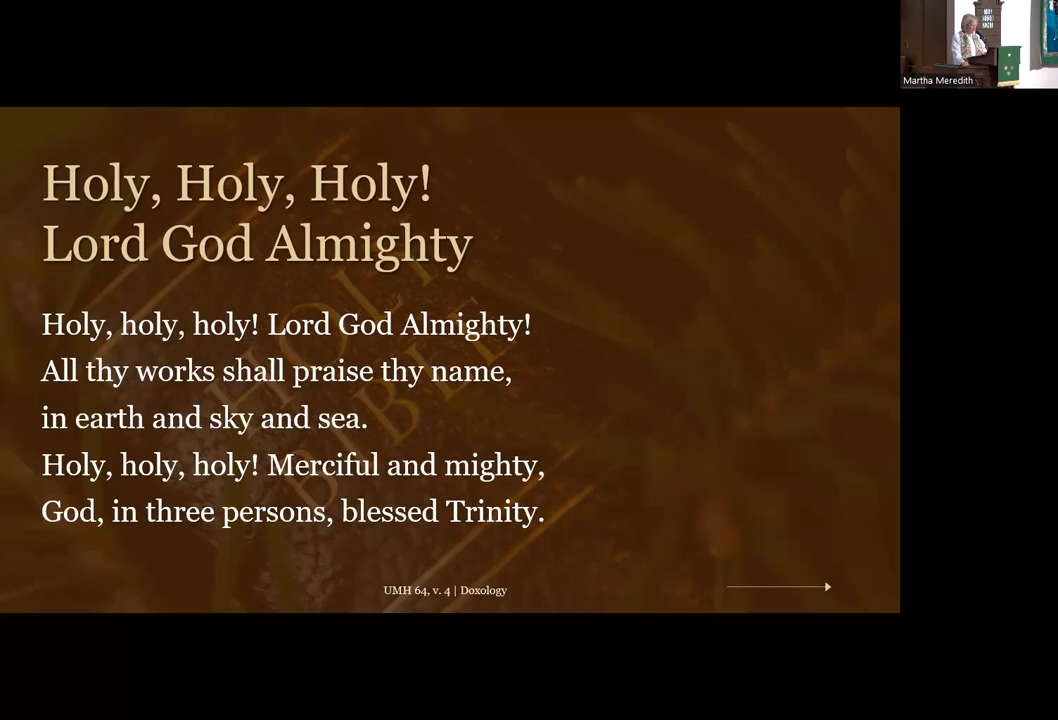 Martha Meredith
Holy, Holy, Holy!
Lord God Almighty
HOLY
BIBLE
Holy, holy, holy! Lord God Almighty!
All thy works shall praise thy name,
in earth and sky and sea.
Holy, holy, holy! Merciful and mighty,
God, in three persons, blessed Trinity.
UMH 64, v. 4 | Doxology